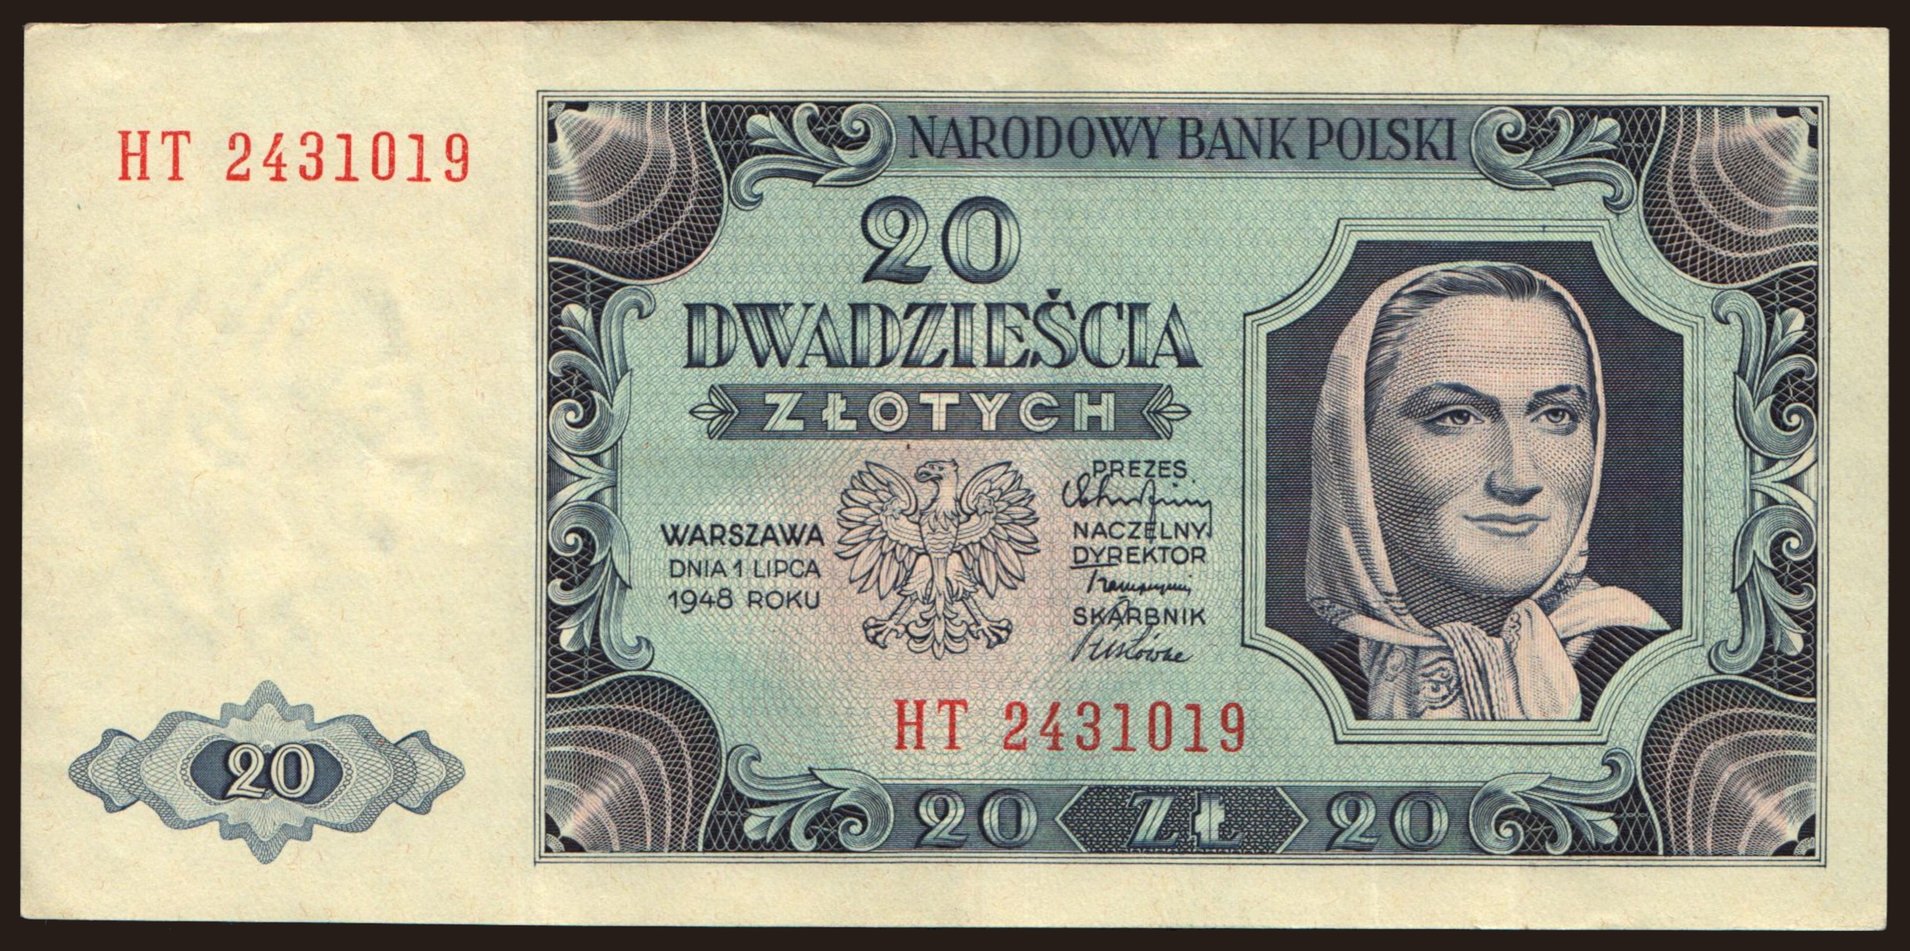 HT 2431019
NARODOWY BANK POLSKI
20
DWADZIEŚCIA
ZŁOTYCH
WARSZAWA
DNIA 1 LIPCA
1948 ROKU
PREZES
NACZELNY
DYREKTOR
SKARBNIK
HT 2431019
20
20 ZŁ 20